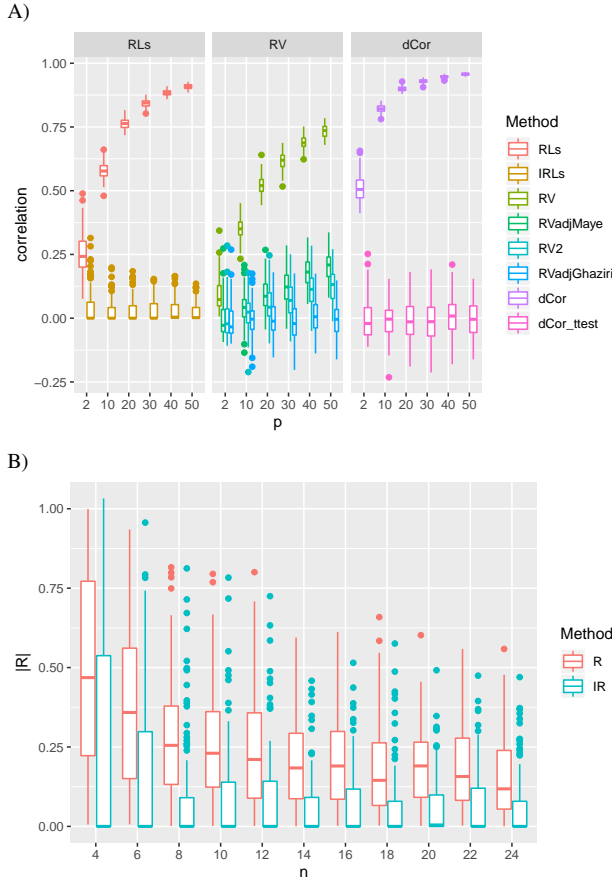 A)
RLs RV dCor
1.00
0.75
0.50
0.25
0.00
−0.25
correlation
2 10 20 30 40 50 2 10 20 30 40 50 2 10 20 30 40 50
p
Method
RLs
IRLs
RV
RVadjMaye
RV2
RVadjGhaziri
dCor
dCor_ttest
B)
1.00
0.75
0.50
0.25
0.00
|R|
4 6 8 10 12 14 16 18 20 22 24
n
Method
R
IR